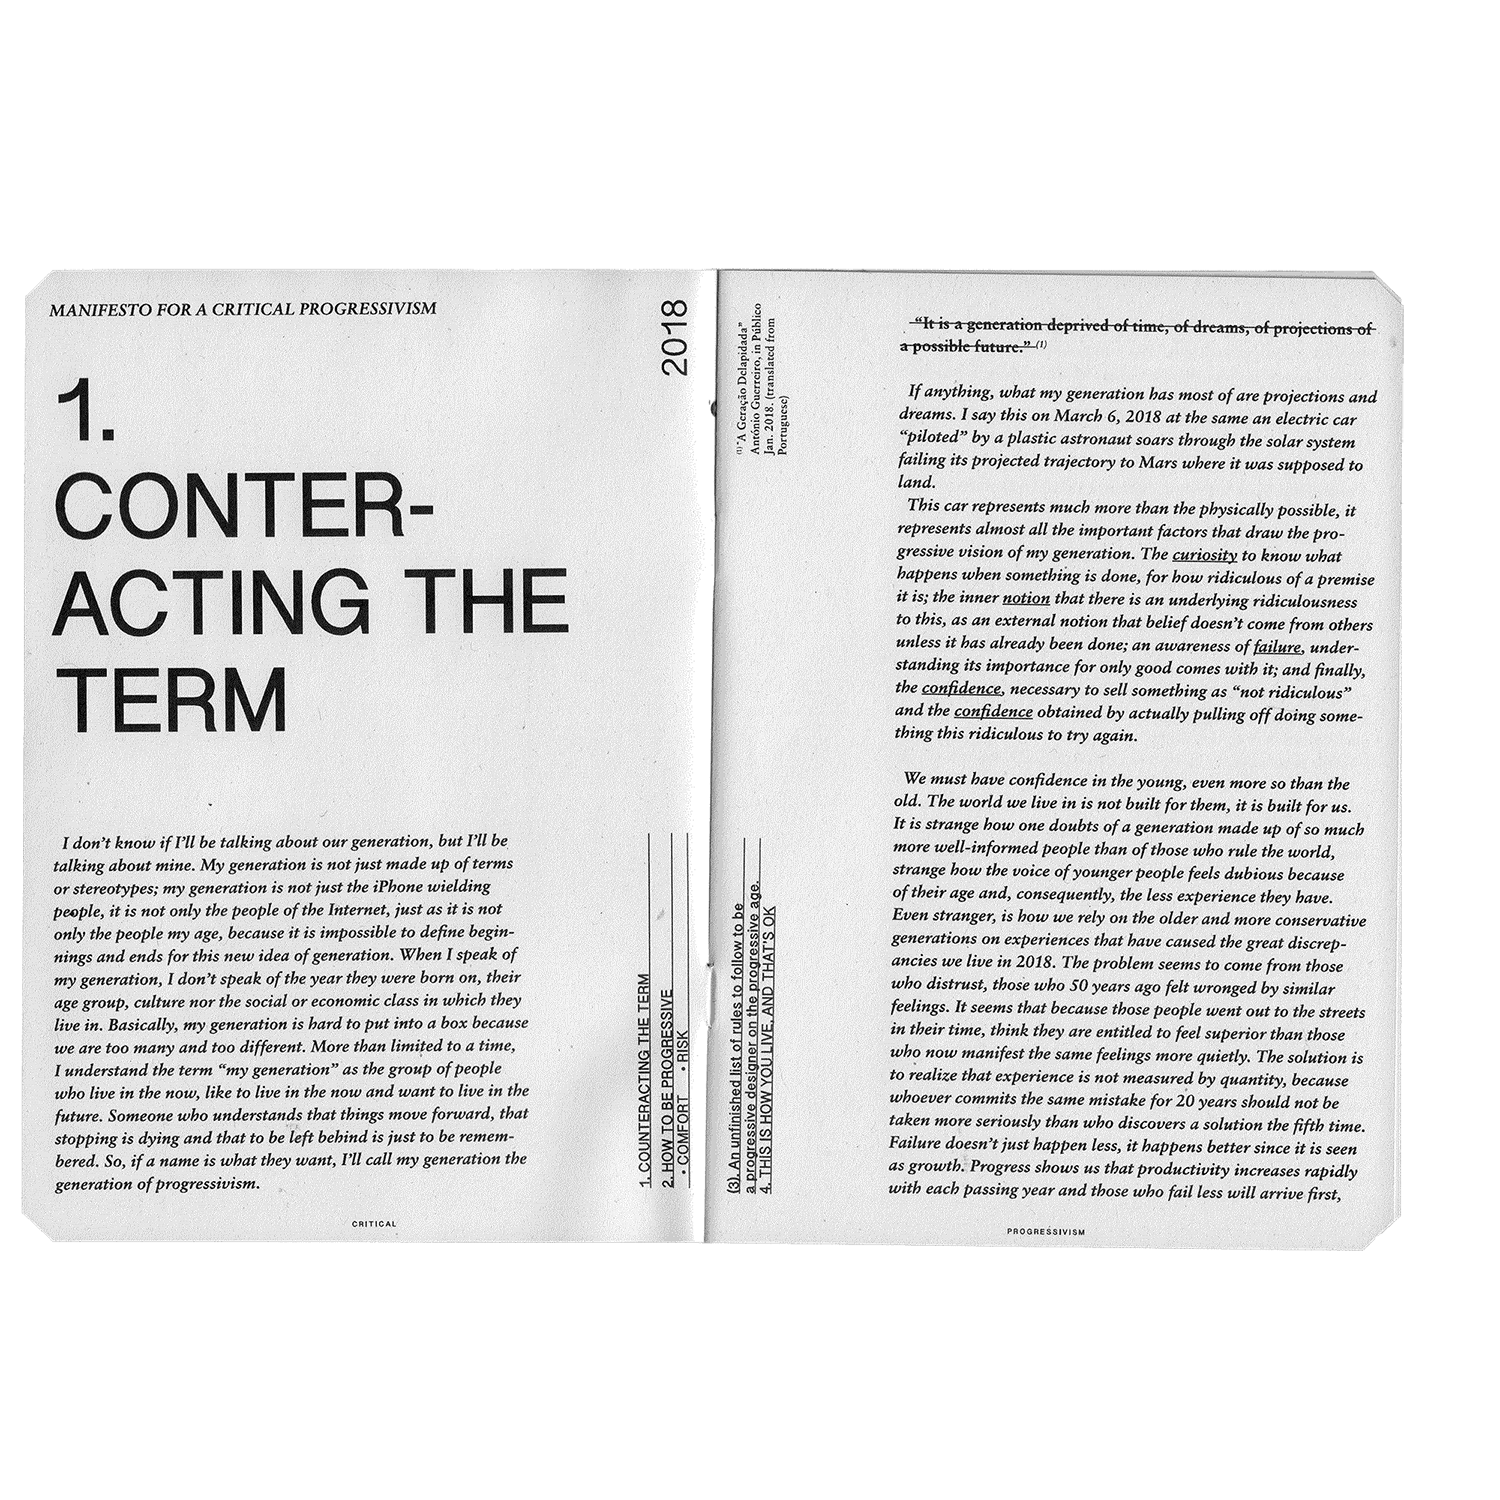 MANIFESTO FOR A CRITICAL PROGRESSIVISM
2018
1.
CONTER-
ACTING THE
TERM
I don't know if I'll be talking about our generation, but I'll be
talking about mine. My generation is not just made up of terms
or stereotypes; my generation is not just the iPhone wielding
people, it is not only the people of the Internet, just as it is not
only the people my age, because it is impossible to define begin-
nings and ends for this new idea of generation. When I speak of
my generation, I don't speak of the year they were born on, their
age group, culture nor the social or economic class in which they
live in. Basically, my generation is hard to put into a box because
we are too many and too different. More than limited to a time,
I understand the term “my generation” as the group of people
who live in the now, like to live in the now and want to live in the
future. Someone who understands that things move forward, that
stopping is dying and that to be left behind is just to be remem-
bered. So, if a name is what they want, I'll call my generation the
generation of progressivism.
1. COUNTERACTING THE TERM
2. HOW TO BE PROGRESSIVE
• COMFORT • RISK
CRITICAL
(1) “A Geração Delapidada”
António Guerreiro, in Público
Jan. 2018. (translated from
Portuguese)
(3). An unfinished list of rules to follow to be
a progressive designer on the progressive age.
4. THIS IS HOW YOU LIVE, AND THAT'S OK
“It is a generation deprived of time, of dreams, of projections of
a possible future.” (1)
If anything, what my generation has most of are projections and
dreams. I say this on March 6, 2018 at the same an electric car
“piloted” by a plastic astronaut soars through the solar system
failing its projected trajectory to Mars where it was supposed to
land.
This car represents much more than the physically possible, it
represents almost all the important factors that draw the pro-
gressive vision of my generation. The curiosity to know what
happens when something is done, for how ridiculous of a premise
it is; the inner notion that there is an underlying ridiculousness
to this, as an external notion that belief doesn't come from others
unless it has already been done; an awareness of failure, under-
standing its importance for only good comes with it; and finally,
the confidence, necessary to sell something as “not ridiculous”
and the confidence obtained by actually pulling off doing some-
thing this ridiculous to try again.
We must have confidence in the young, even more so than the
old. The world we live in is not built for them, it is built for us.
It is strange how one doubts of a generation made up of so much
more well-informed people than of those who rule the world,
strange how the voice of younger people feels dubious because
of their age and, consequently, the less experience they have.
Even stranger, is how we rely on the older and more conservative
generations on experiences that have caused the great discrep-
ancies we live in 2018. The problem seems to come from those
who distrust, those who 50 years ago felt wronged by similar
feelings. It seems that because those people went out to the streets
in their time, think they are entitled to feel superior than those
who now manifest the same feelings more quietly. The solution is
to realize that experience is not measured by quantity, because
whoever commits the same mistake for 20 years should not be
taken more seriously than who discovers a solution the fifth time.
Failure doesn't just happen less, it happens better since it is seen
as growth. Progress shows us that productivity increases rapidly
with each passing year and those who fail less will arrive first,
PROGRESSIVISM